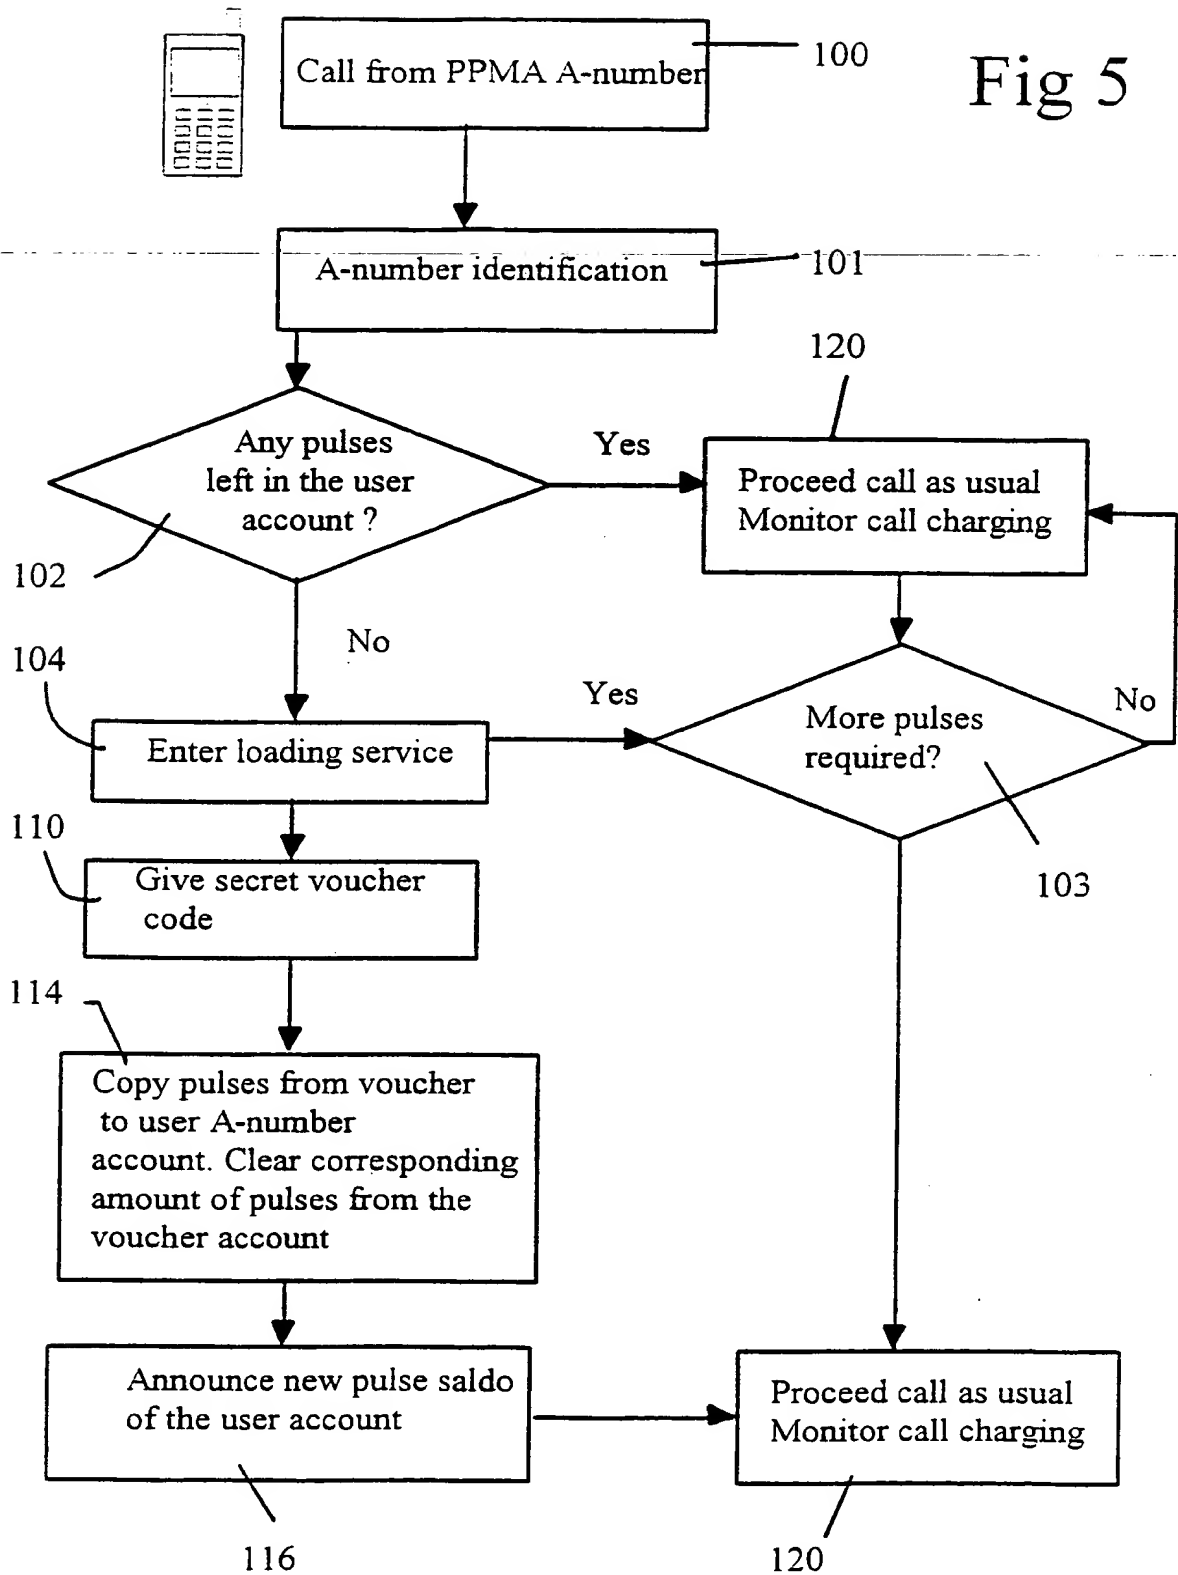 Call from PPMA A-number
100
Fig 5
A-number identification
101
120
Any pulses
left in the user
account ?
Yes
Proceed call as usual
Monitor call charging
102
No
104
Enter loading service
Yes
More pulses
required?
No
103
110
Give secret voucher
code
114
Copy pulses from voucher
to user A-number
account. Clear corresponding
amount of pulses from the
voucher account
Announce new pulse saldo
of the user account
Proceed call as usual
Monitor call charging
116
120